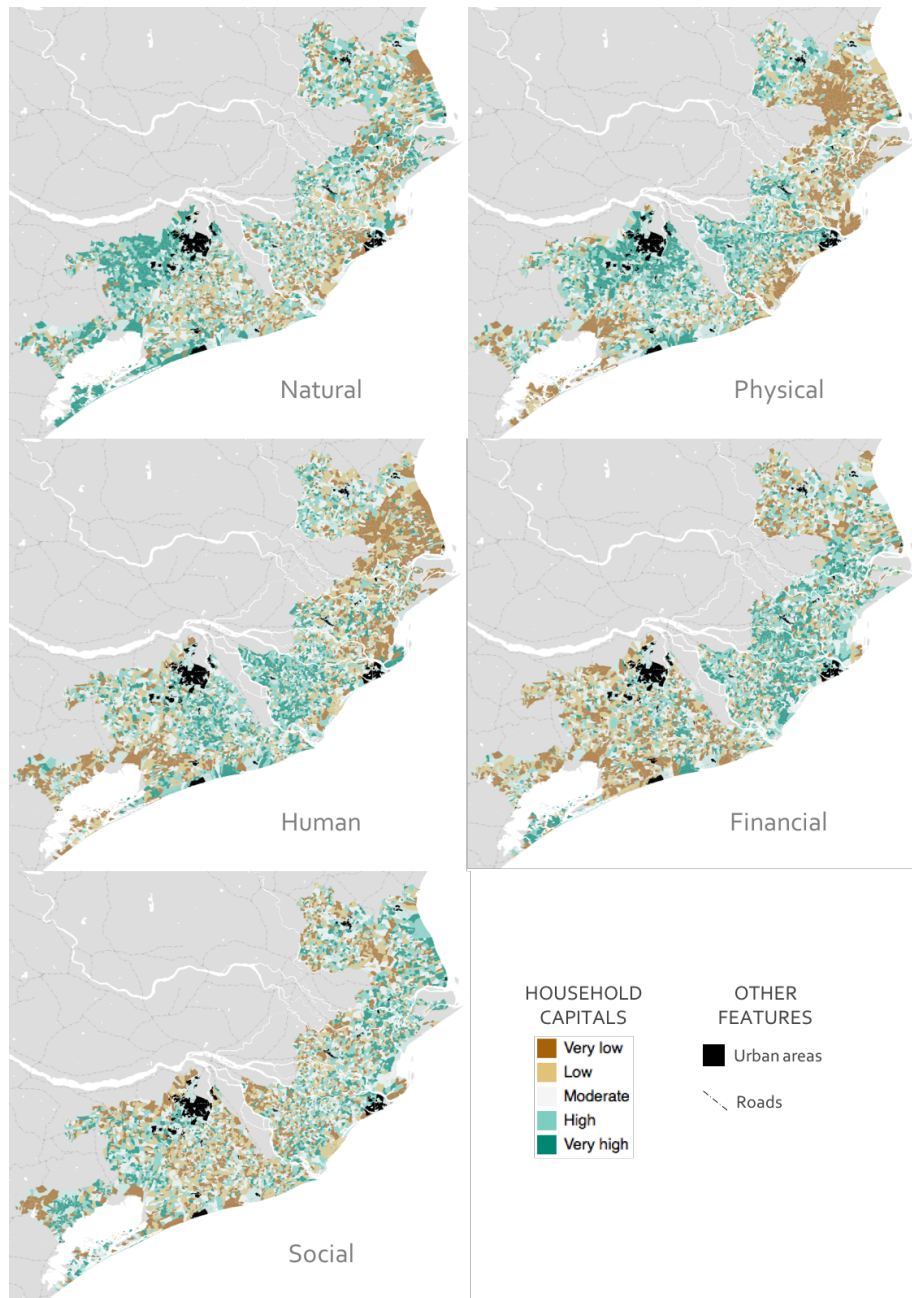 Natural
Physical
Human
Financial
Social
HOUSEHOLD
CAPITALS
Very low
Low
Moderate
High
Very high
OTHER
FEATURES
Urban areas
Roads